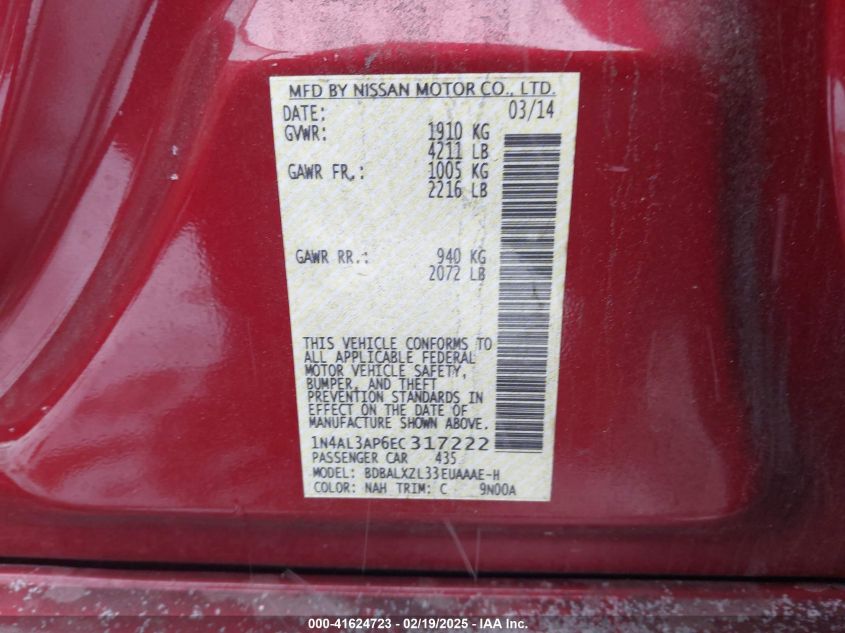 MFD BY NISSAN MOTOR CO., LTD.
DATE: 03/14
GVWR: 1910 KG
4211 LB
GAWR FR.: 1005 KG
2216 LB
GAWR RR.: 940 KG
2072 LB
THIS VEHICLE CONFORMS TO
ALL APPLICABLE FEDERAL
MOTOR VEHICLE SAFETY,
BUMPER, AND THEFT
PREVENTION STANDARDS IN
EFFECT ON THE DATE OF
MANUFACTURE SHOWN ABOVE.
1N4AL3AP6EC317222
PASSENGER CAR 435
MODEL: BDBALXZL33EUAAAE-H
COLOR: NAH TRIM: C 9N00A
000-41624723 - 02/19/2025 - IAAI.com